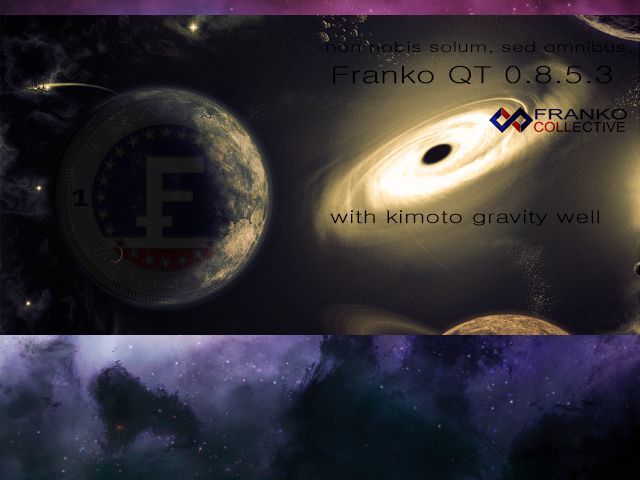 non nobis solum, sed omnibus
Franko QT 0.8.5.3
FRANKO
COLLECTIVE
1
with kimoto gravity well